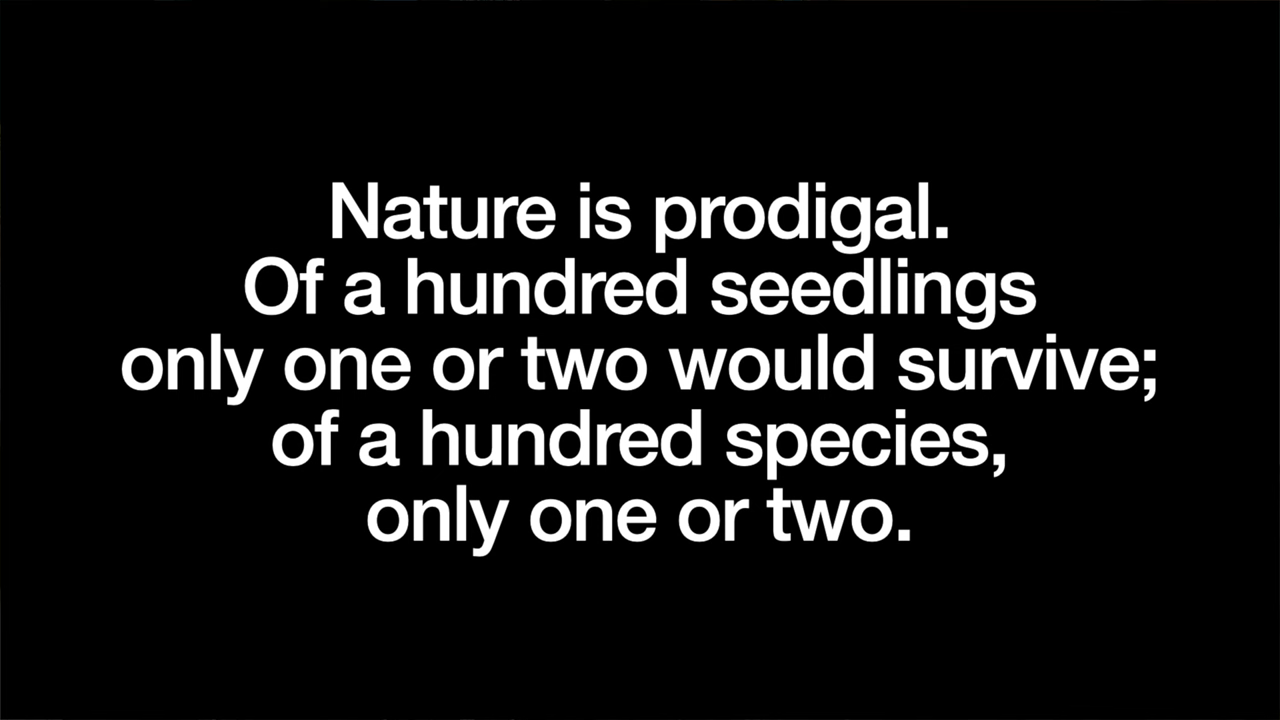 Nature is prodigal.
Of a hundred seedlings
only one or two would survive;
of a hundred species,
only one or two.